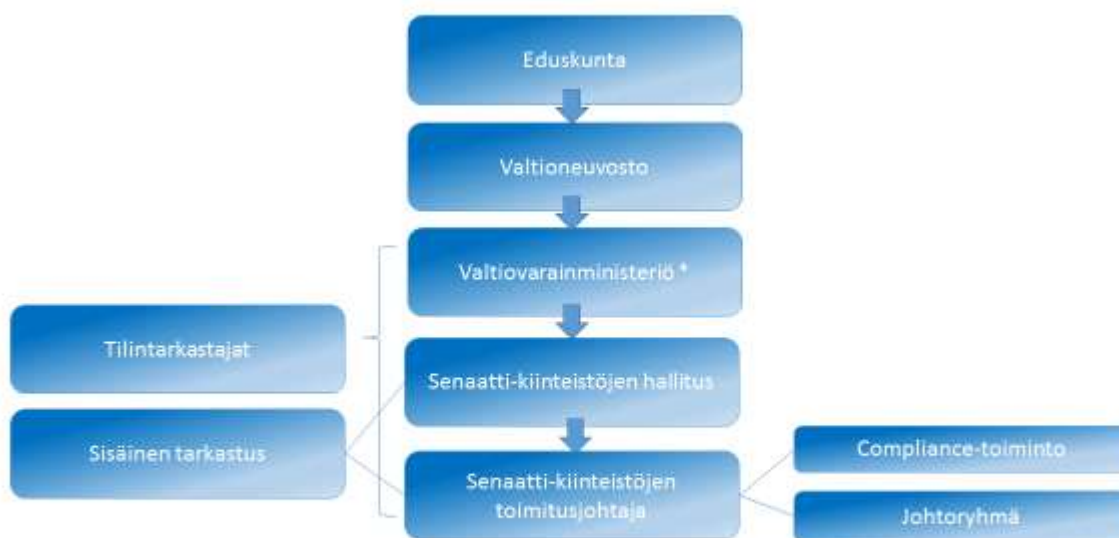 Eduskunta
Valtioneuvosto
Valtiovarainministeriö *
Tilintarkastajat
Senaatti-kiinteistöjen hallitus
Sisäinen tarkastus
Senaatti-kiinteistöjen
toimitusjohtaja
Compliance-toiminto
Johtoryhmä